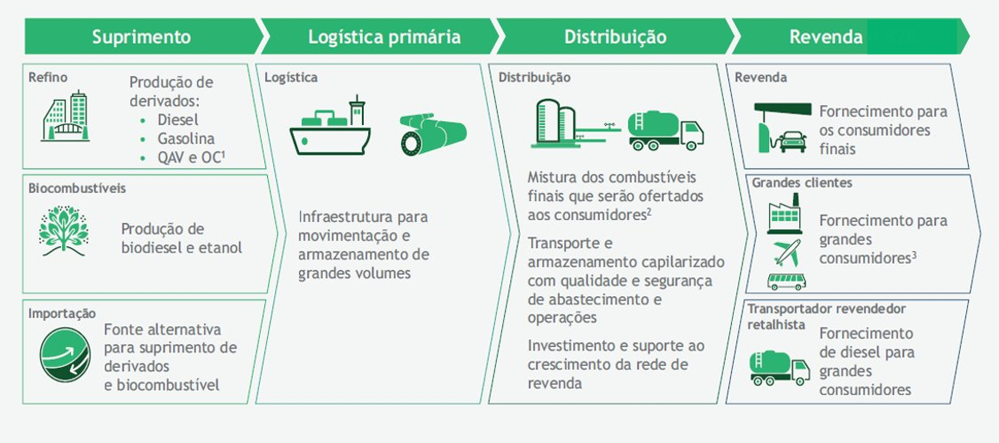 Suprimento
Logística primária
Distribuição
Revenda
Refino
Produção de
derivados:
• Diesel
• Gasolina
• QAV e OC¹
Biocombustíveis
Produção de
biodiesel e etanol
Importação
Fonte alternativa
para suprimento de
derivados
e biocombustível
Logística
Infraestrutura para
movimentação e
armazenamento de
grandes volumes
Distribuição
Mistura dos combustíveis
finais que serão ofertados
aos consumidores²
Transporte e
armazenamento capilarizado
com qualidade e segurança
de abastecimento e
operações
Investimento e suporte ao
crescimento da rede de
revenda
Revenda
Fornecimento para
os consumidores
finais
Grandes clientes
Fornecimento para
grandes
consumidores³
Transportador revendedor
retalhista
Fornecimento
de diesel para
grandes
consumidores